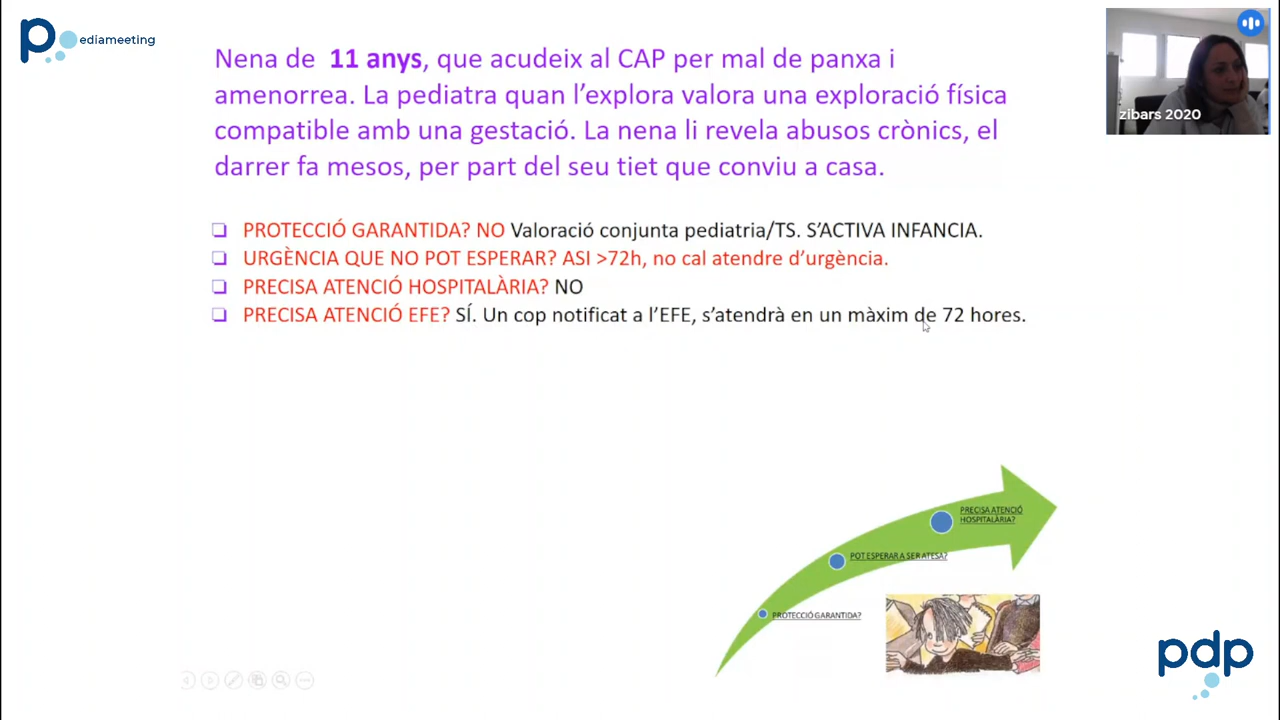 pediameeting
zibars 2020
Nena de 11 anys, que acudeix al CAP per mal de panxa i
amenorrea. La pediatra quan l'explora valora una exploració física
compatible amb una gestació. La nena li revela abusos crònics, el
darrer fa mesos, per part del seu tiet que conviu a casa.
PROTECCIÓ GARANTIDA? NO Valoració conjunta pediatria/TS. S'ACTIVA INFANCIA.
URGÈNCIA QUE NO POT ESPERAR? ASI >72h, no cal atendre d'urgència.
PRECISA ATENCIÓ HOSPITALÀRIA? NO
PRECISA ATENCIÓ EFE? SÍ. Un cop notificat a l'EFE, s'atendrà en un màxim de 72 hores.
PRECISA ATENCIÓ
HOSPITALÀRIA?
POT ESPERAR A SER ATESA?
PROTECCIÓ GARANTIDA?
pdp